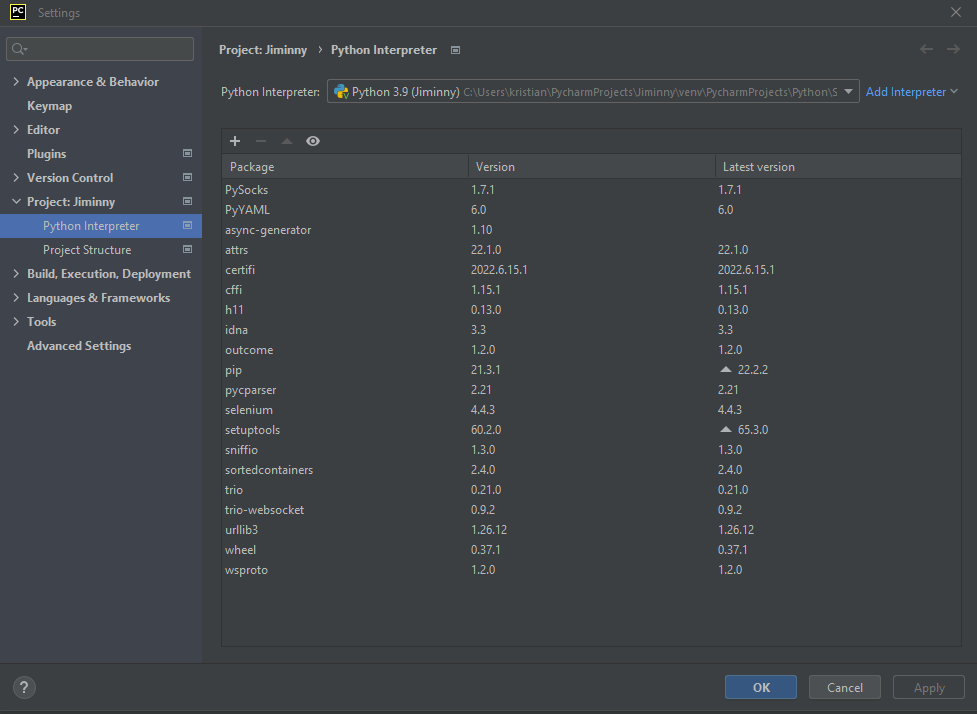 PC Settings
Project: Jiminny › Python Interpreter
Appearance & Behavior
Keymap
Editor
Plugins
Version Control
Project: Jiminny
Python Interpreter
Project Structure
Build, Execution, Deployment
Languages & Frameworks
Tools
Advanced Settings
Python Interpreter: Python 3.9 (Jiminny) C:\Users\kristian\PycharmProjects\Jiminny\venv\PycharmProjects\Python\S Add Interpreter
Package Version Latest version
PySocks 1.7.1 1.7.1
PyYAML 6.0 6.0
async-generator 1.10
attrs 22.1.0 22.1.0
certifi 2022.6.15.1 2022.6.15.1
cffi 1.15.1 1.15.1
h11 0.13.0 0.13.0
idna 3.3 3.3
outcome 1.2.0 1.2.0
pip 21.3.1 22.2.2
pycparser 2.21 2.21
selenium 4.4.3 4.4.3
setuptools 60.2.0 65.3.0
sniffio 1.3.0 1.3.0
sortedcontainers 2.4.0 2.4.0
trio 0.21.0 0.21.0
trio-websocket 0.9.2 0.9.2
urllib3 1.26.12 1.26.12
wheel 0.37.1 0.37.1
wsproto 1.2.0 1.2.0
? OK Cancel Apply